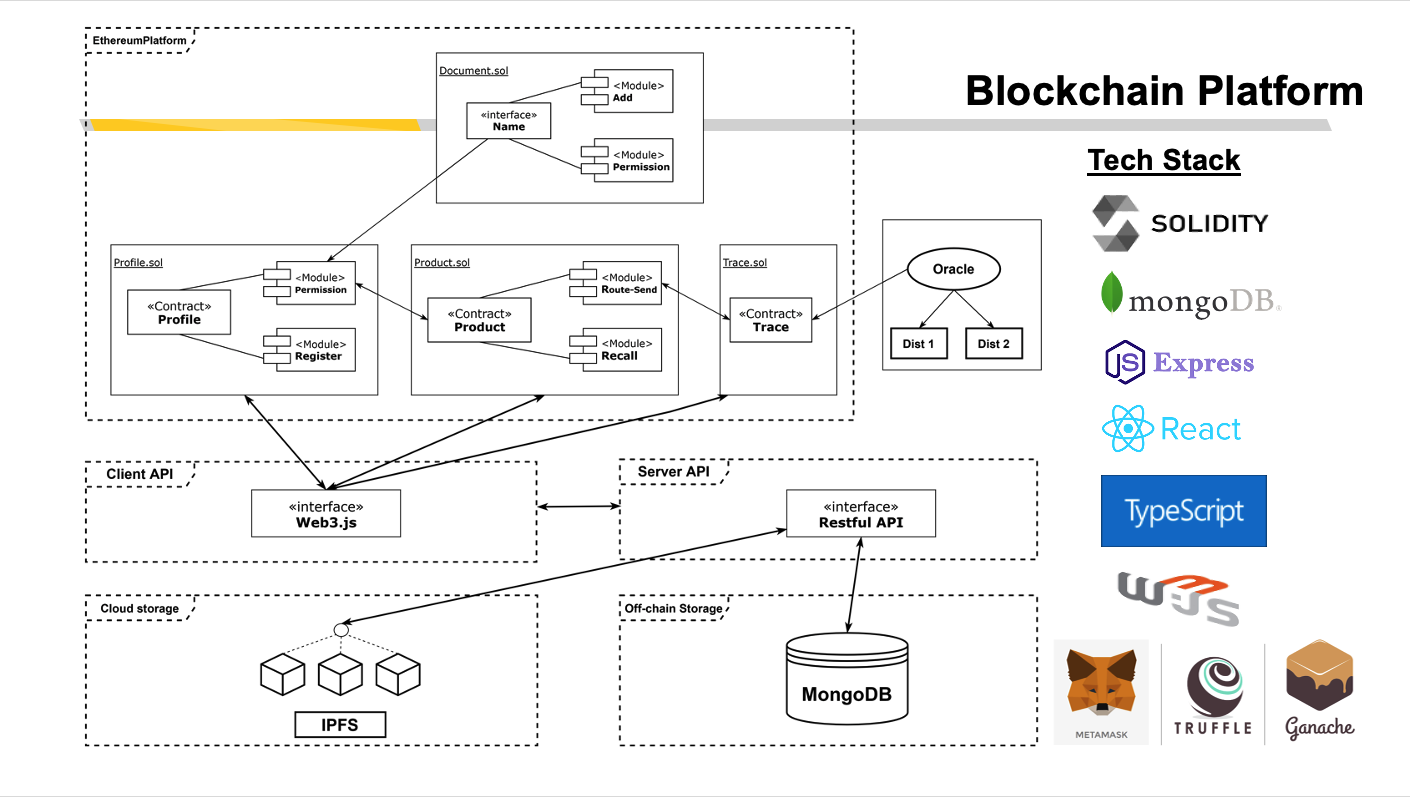 EthereumPlatform
Document.sol
«interface»
Name
<Module>
Add
<Module>
Permission
Profile.sol
«Contract»
Profile
<Module>
Permission
<Module>
Register
Product.sol
«Contract»
Product
<Module>
Route-Send
<Module>
Recall
Trace.sol
«Contract»
Trace
Oracle
Dist 1
Dist 2
Client API
«interface»
Web3.js
Server API
«interface»
Restful API
Cloud storage
IPFS
Off-chain Storage
MongoDB
Blockchain Platform
Tech Stack
SOLIDITY
mongoDB
JS Express
React
TypeScript
W3JS
METAMASK
TRUFFLE
Ganache